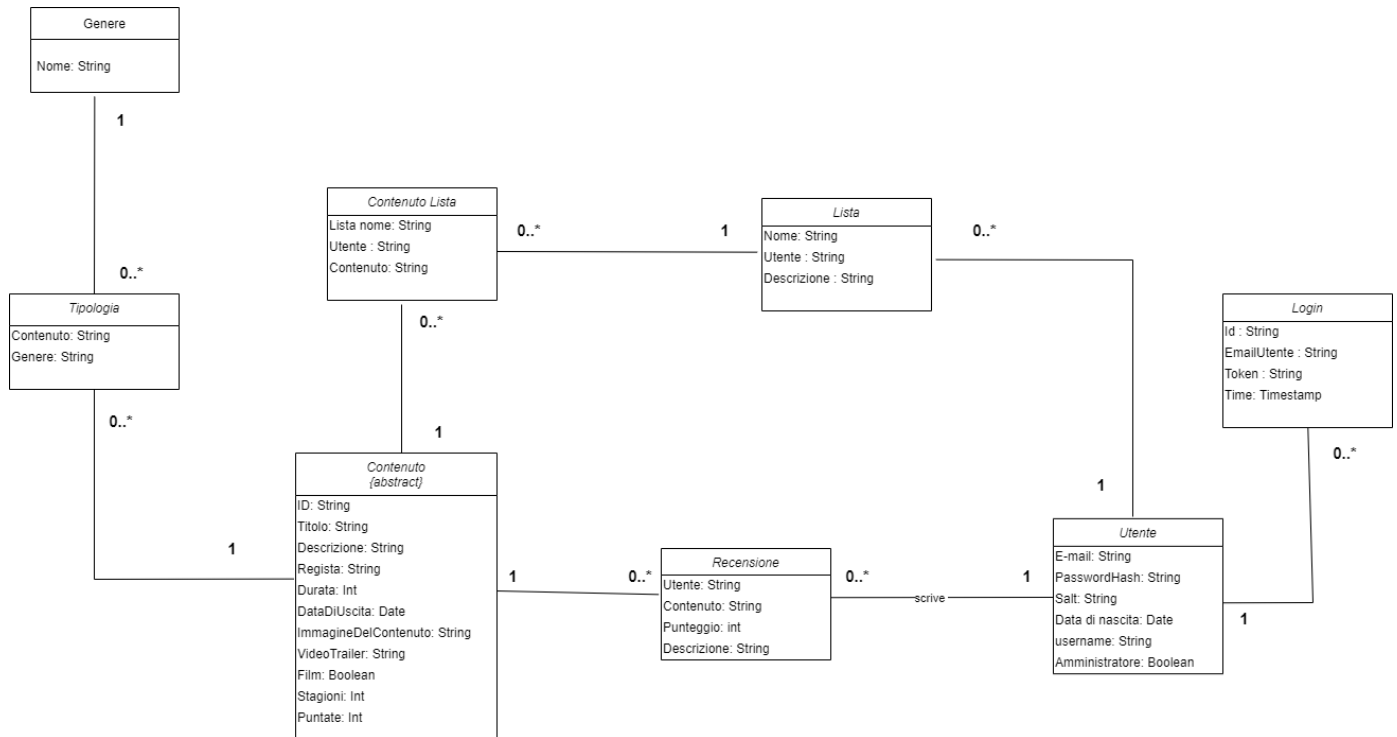 Genere
Nome: String
1
0..*
Tipologia
Contenuto: String
Genere: String
0..*
1
Contenuto Lista
Lista nome: String
Utente : String
Contenuto: String
0..*
1
0..*
1
Lista
Nome: String
Utente : String
Descrizione : String
0..*
1
Login
Id : String
EmailUtente : String
Token : String
Time: Timestamp
0..*
1
Contenuto
{abstract}
ID: String
Titolo: String
Descrizione: String
Regista: String
Durata: Int
DataDiUscita: Date
ImmagineDelContenuto: String
VideoTrailer: String
Film: Boolean
Stagioni: Int
Puntate: Int
1
0..*
Recensione
Utente: String
Contenuto: String
Punteggio: int
Descrizione: String
0..*
scrive
1
Utente
E-mail: String
PasswordHash: String
Salt: String
Data di nascita: Date
username: String
Amministratore: Boolean